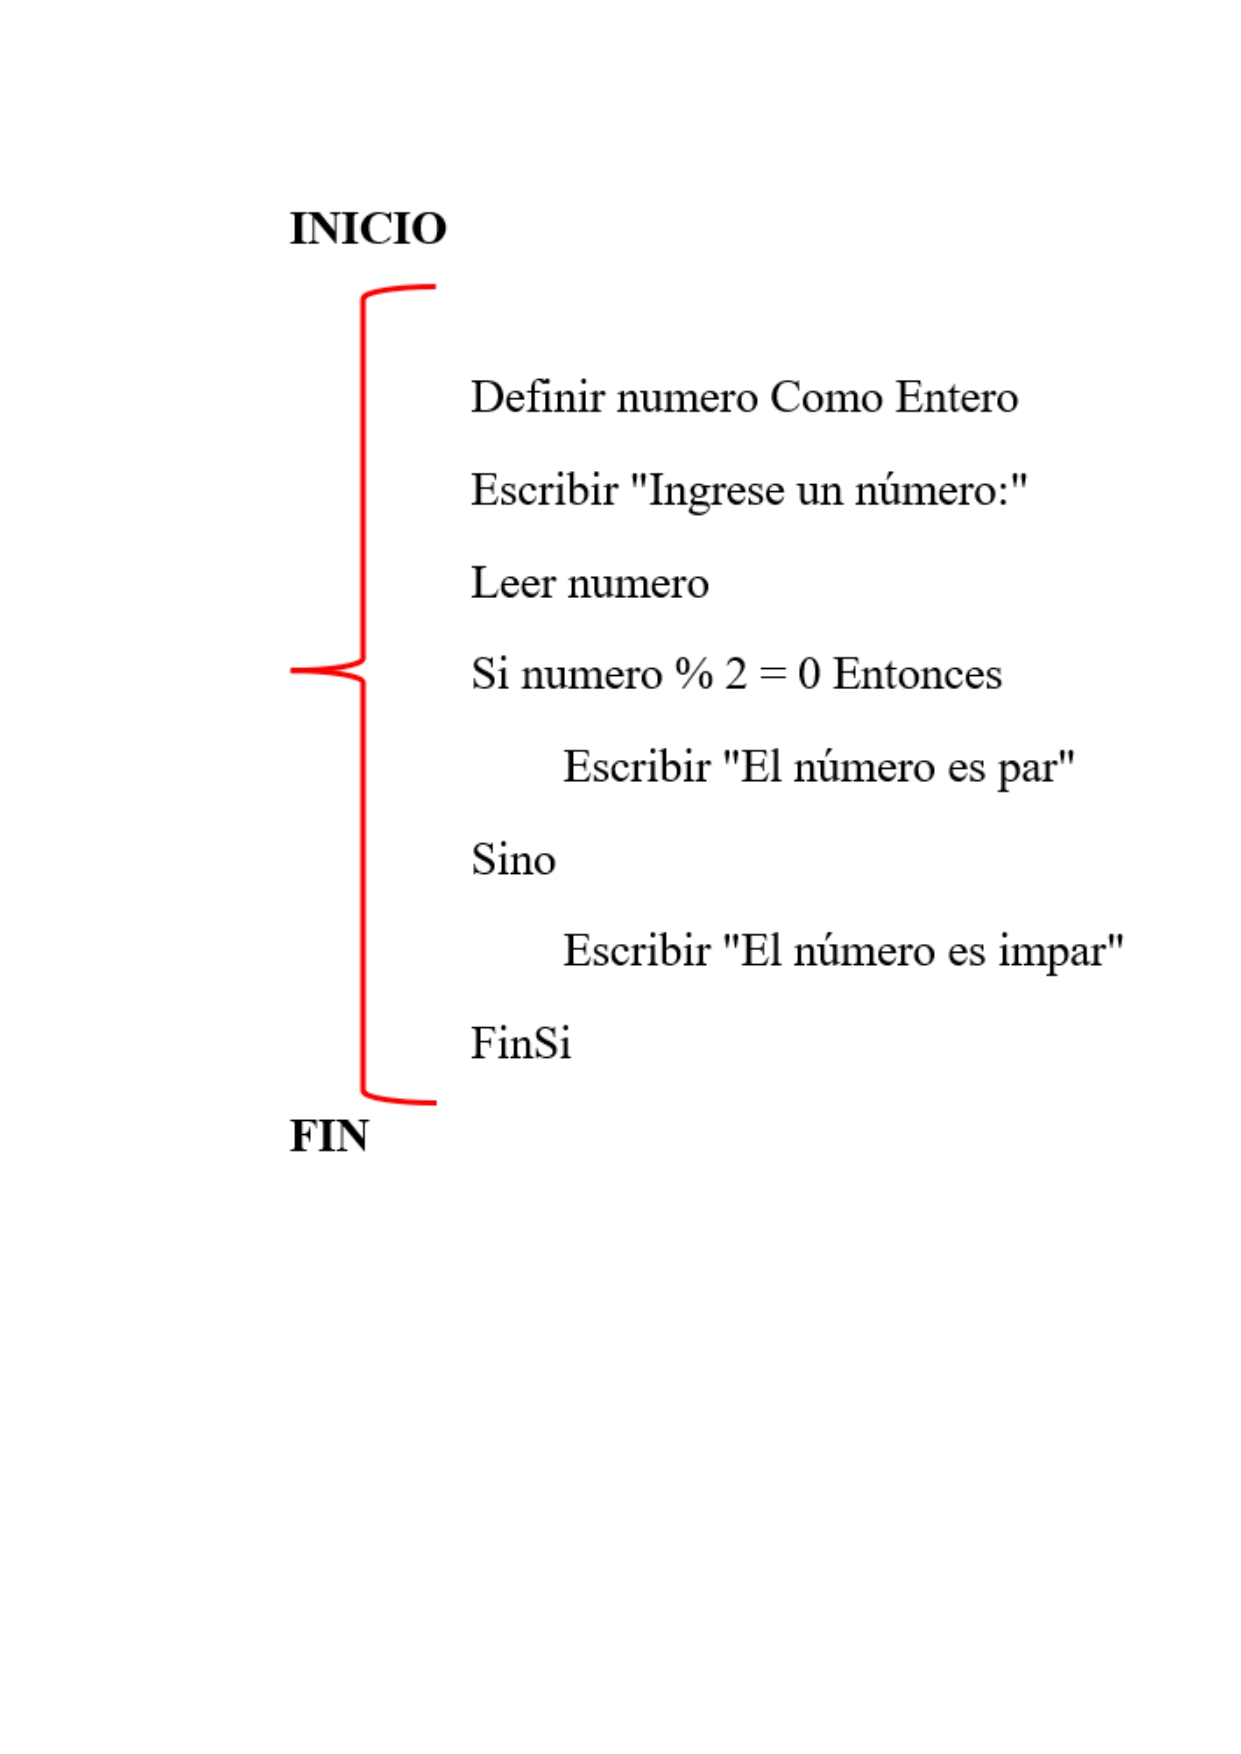 INICIO
Definir numero Como Entero
Escribir "Ingrese un número:"
Leer numero
Si numero % 2 = 0 Entonces
Escribir "El número es par"
Sino
Escribir "El número es impar"
FinSi
FIN